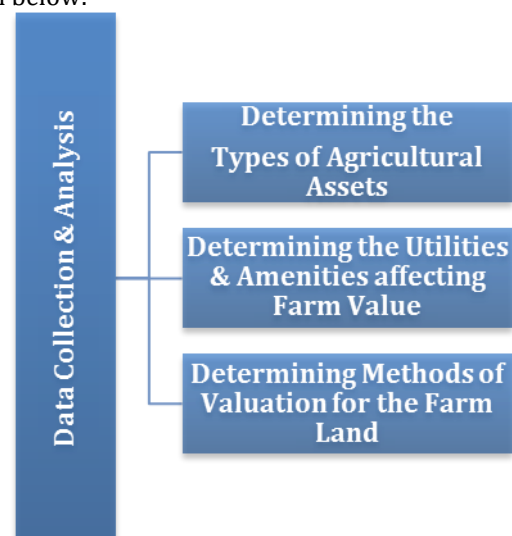 below:
Data Collection & Analysis
Determining the
Types of Agricultural
Assets
Determining the Utilities
& Amenities affecting
Farm Value
Determining Methods of
Valuation for the Farm
Land